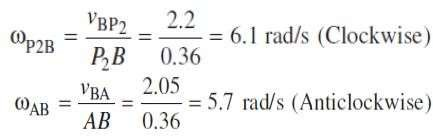 ω_P2B = v_BP2 / P₂B = 2.2 / 0.36 = 6.1 rad/s (Clockwise)
ω_AB = v_BA / AB = 2.05 / 0.36 = 5.7 rad/s (Anticlockwise)